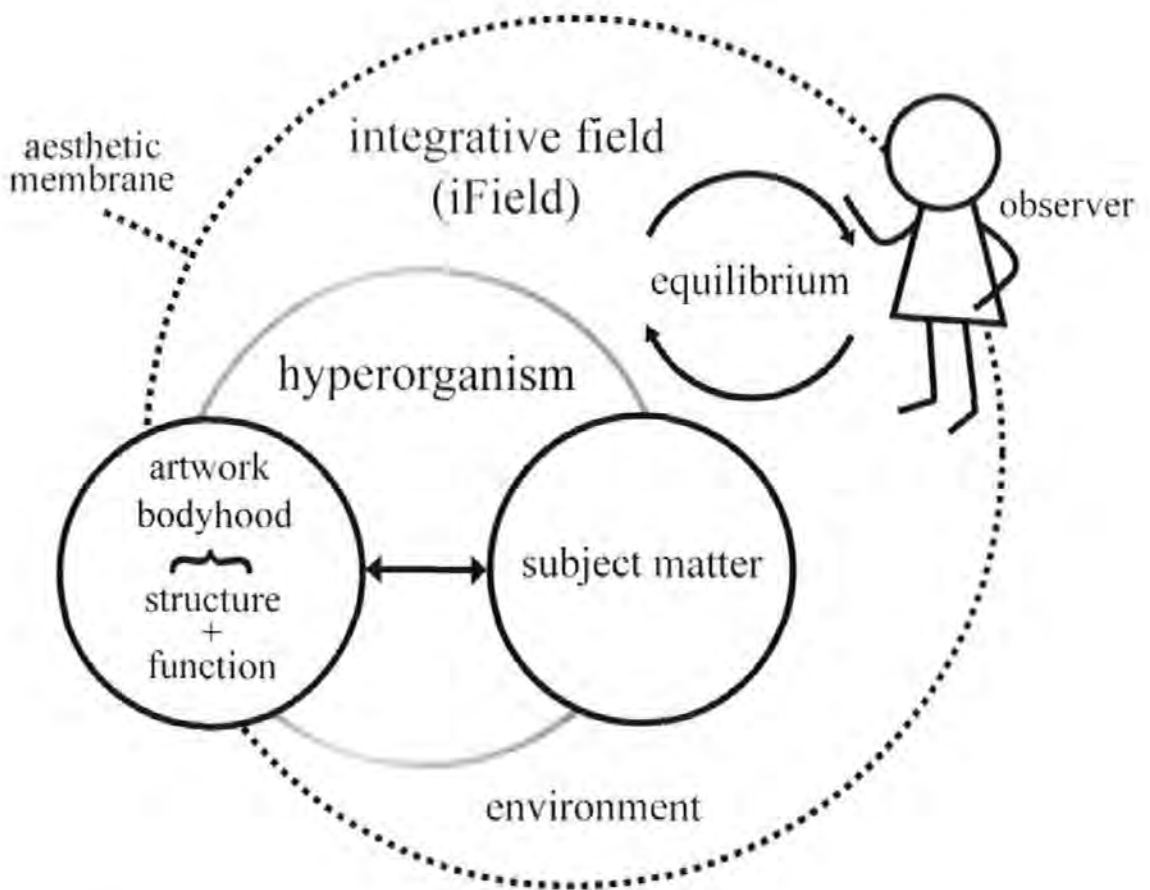 aesthetic
membrane
integrative field
(iField)
observer
equilibrium
hyperorganism
artwork
bodyhood
structure
+
function
subject matter
environment